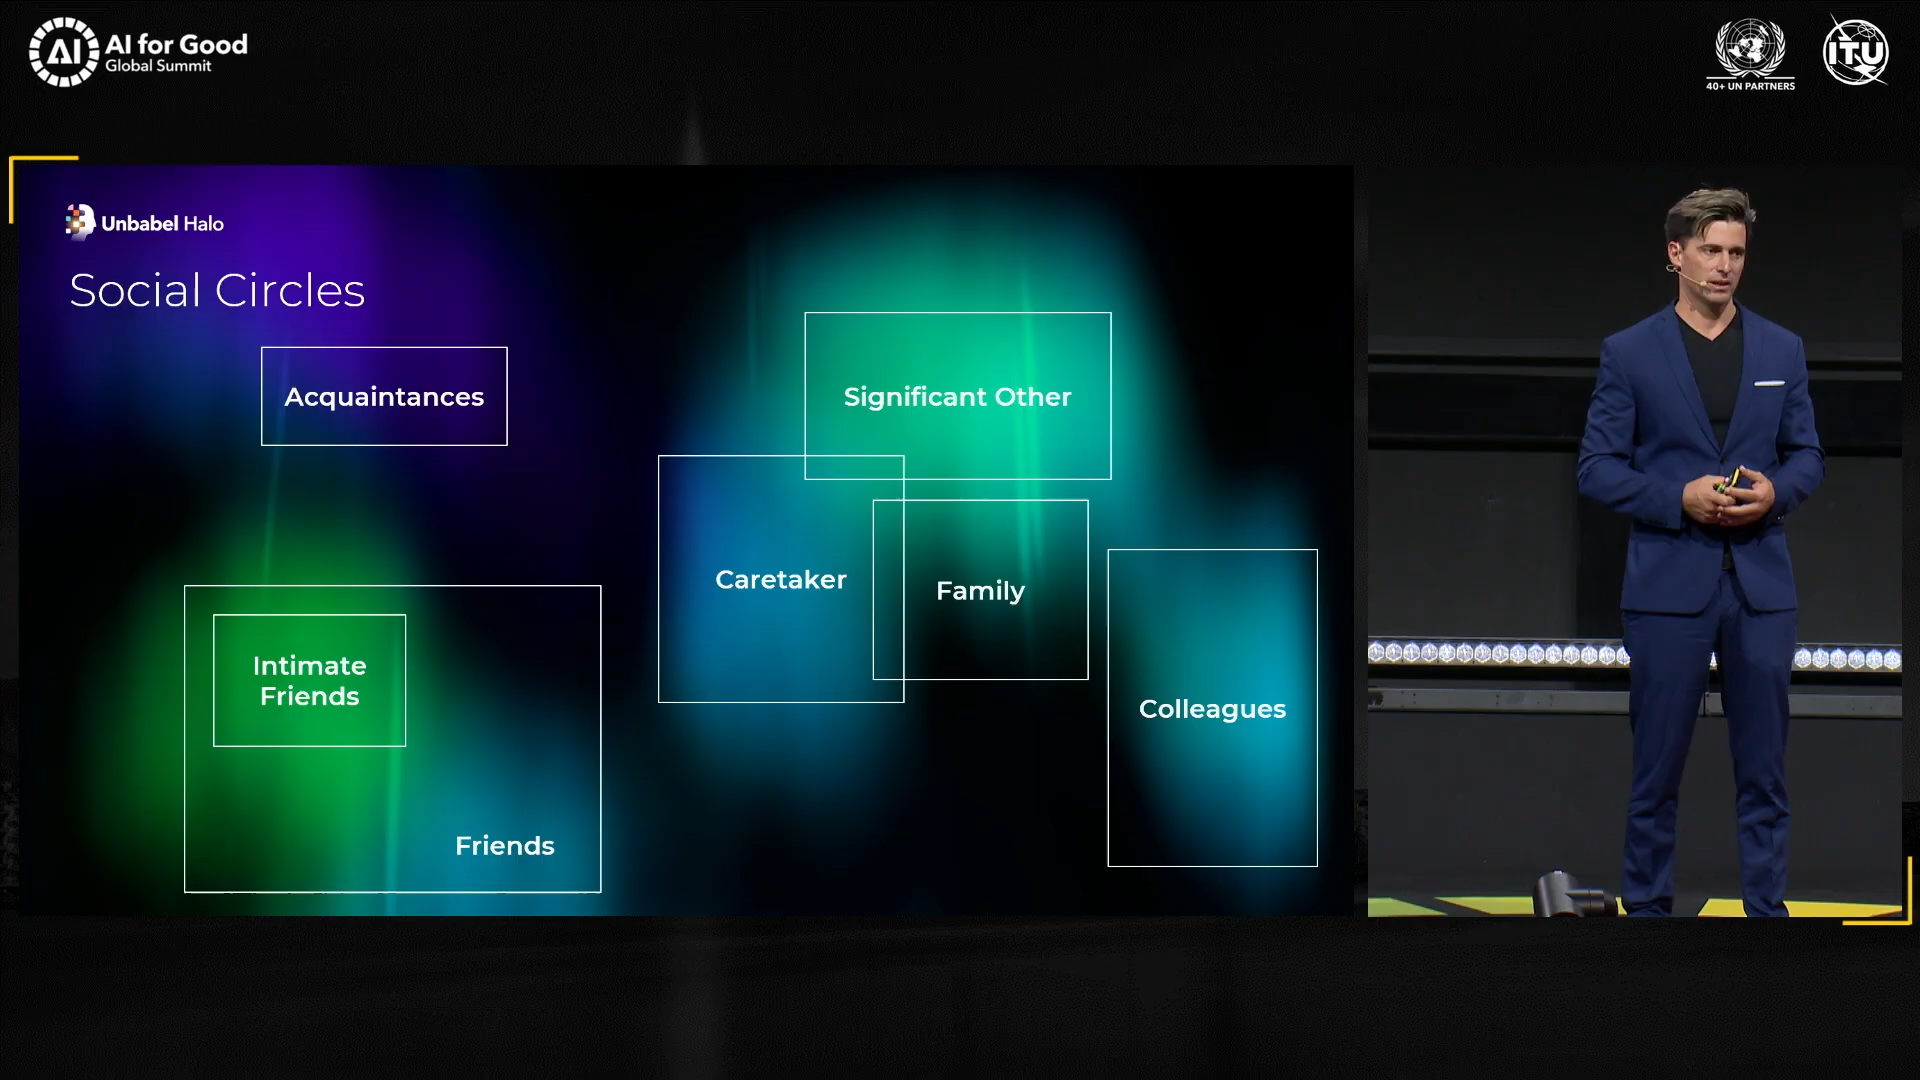 AI
AI for Good
Global Summit
40+ UN PARTNERS
ITU
Unbabel Halo
Social Circles
Acquaintances
Significant Other
Caretaker
Family
Intimate
Friends
Colleagues
Friends